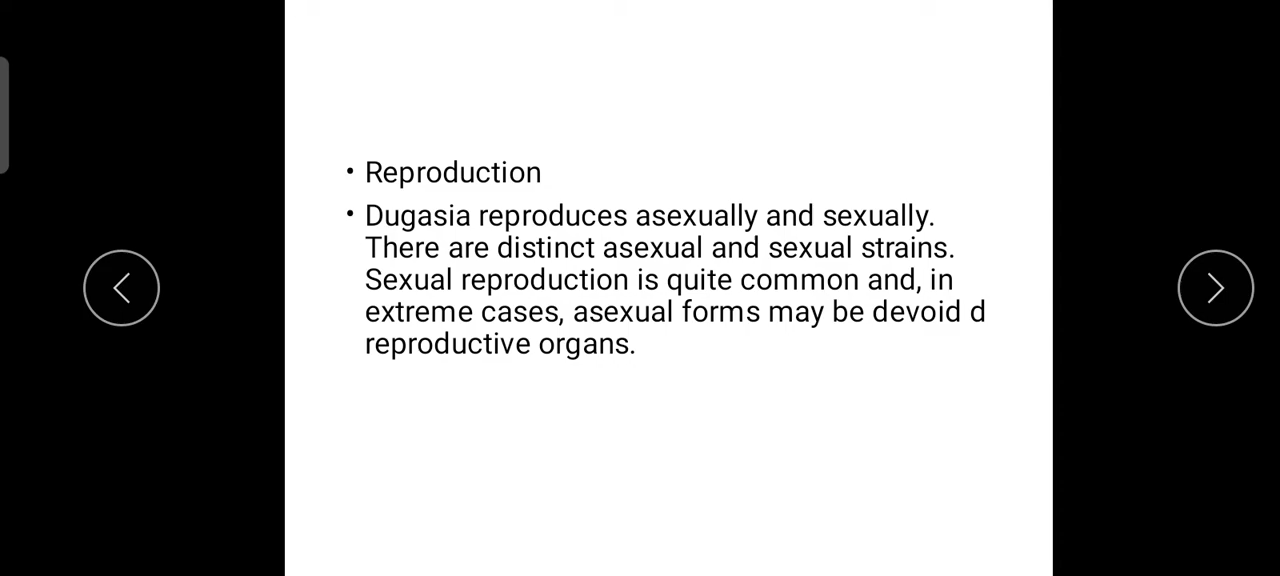 • Reproduction
• Dugasia reproduces asexually and sexually.
There are distinct asexual and sexual strains.
Sexual reproduction is quite common and, in
extreme cases, asexual forms may be devoid d
reproductive organs.